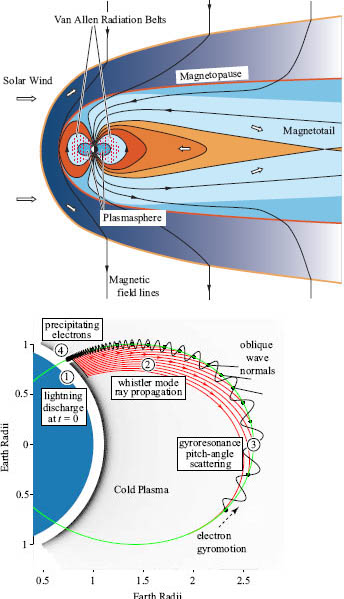 Van Allen Radiation Belts
Solar Wind
Magnetopause
Magnetotail
Plasmasphere
Magnetic
field lines
precipitating
electrons
4
1
lightning
discharge
at t = 0
2
whistler mode
ray propagation
oblique
wave
normals
gyroresonance
pitch-angle
scattering
3
Cold Plasma
electron
gyromotion
Earth Radii
1
0.5
0
0.5
1
0.5
1
1.5
2
2.5
Earth Radii